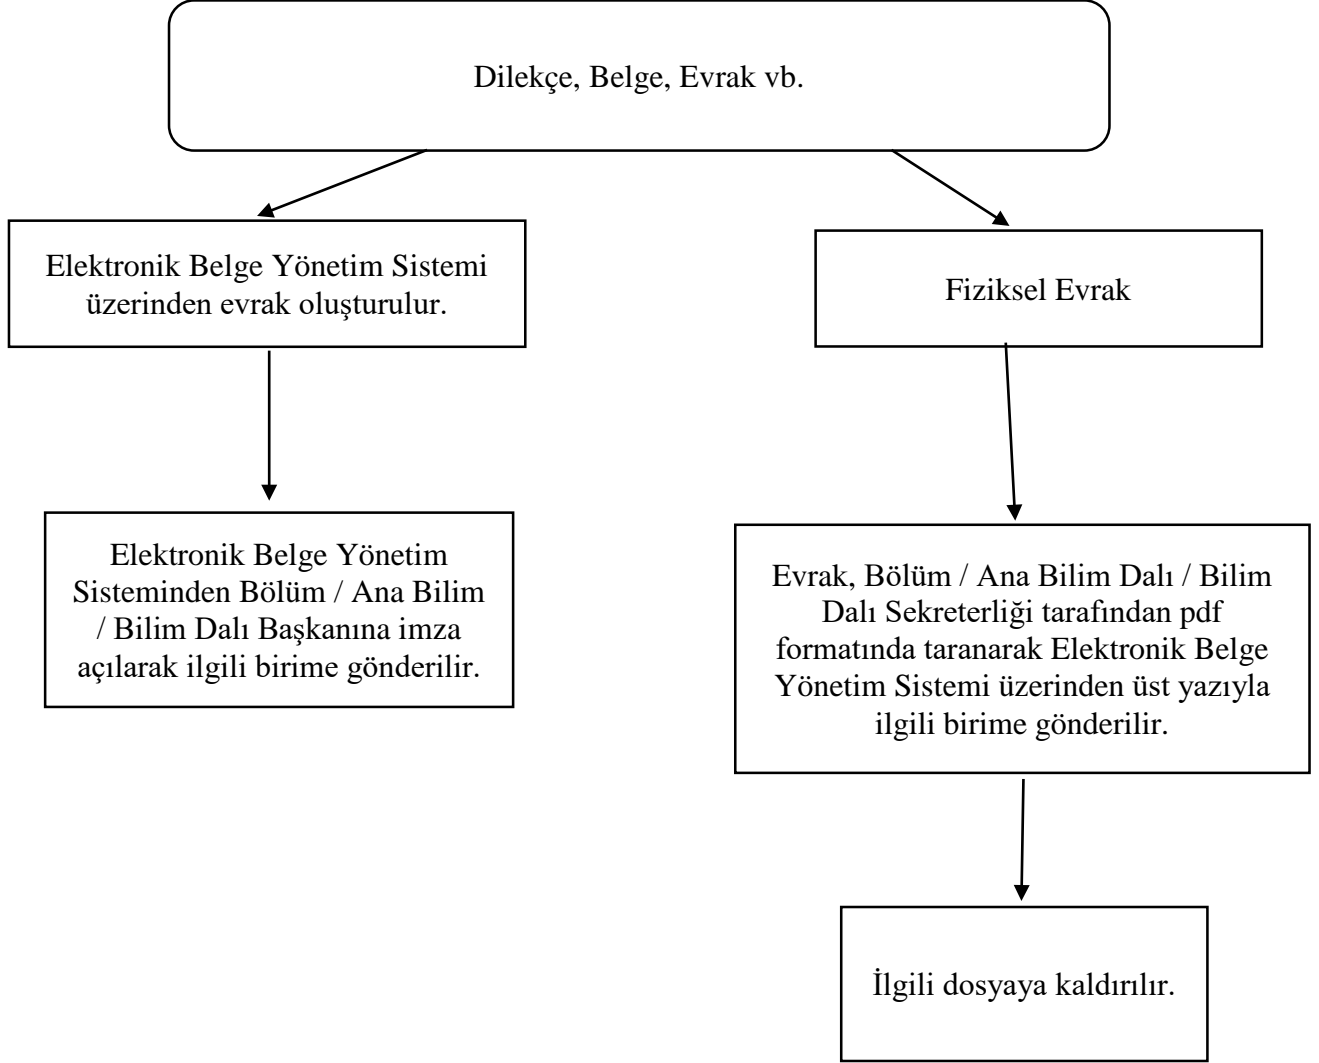 Dilekçe, Belge, Evrak vb.
Elektronik Belge Yönetim Sistemi
üzerinden evrak oluşturulur.
Fiziksel Evrak
Elektronik Belge Yönetim
Sisteminden Bölüm / Ana Bilim
/ Bilim Dalı Başkanına imza
açılarak ilgili birime gönderilir.
Evrak, Bölüm / Ana Bilim Dalı / Bilim
Dalı Sekreterliği tarafından pdf
formatında taranarak Elektronik Belge
Yönetim Sistemi üzerinden üst yazıyla
ilgili birime gönderilir.
İlgili dosyaya kaldırılır.